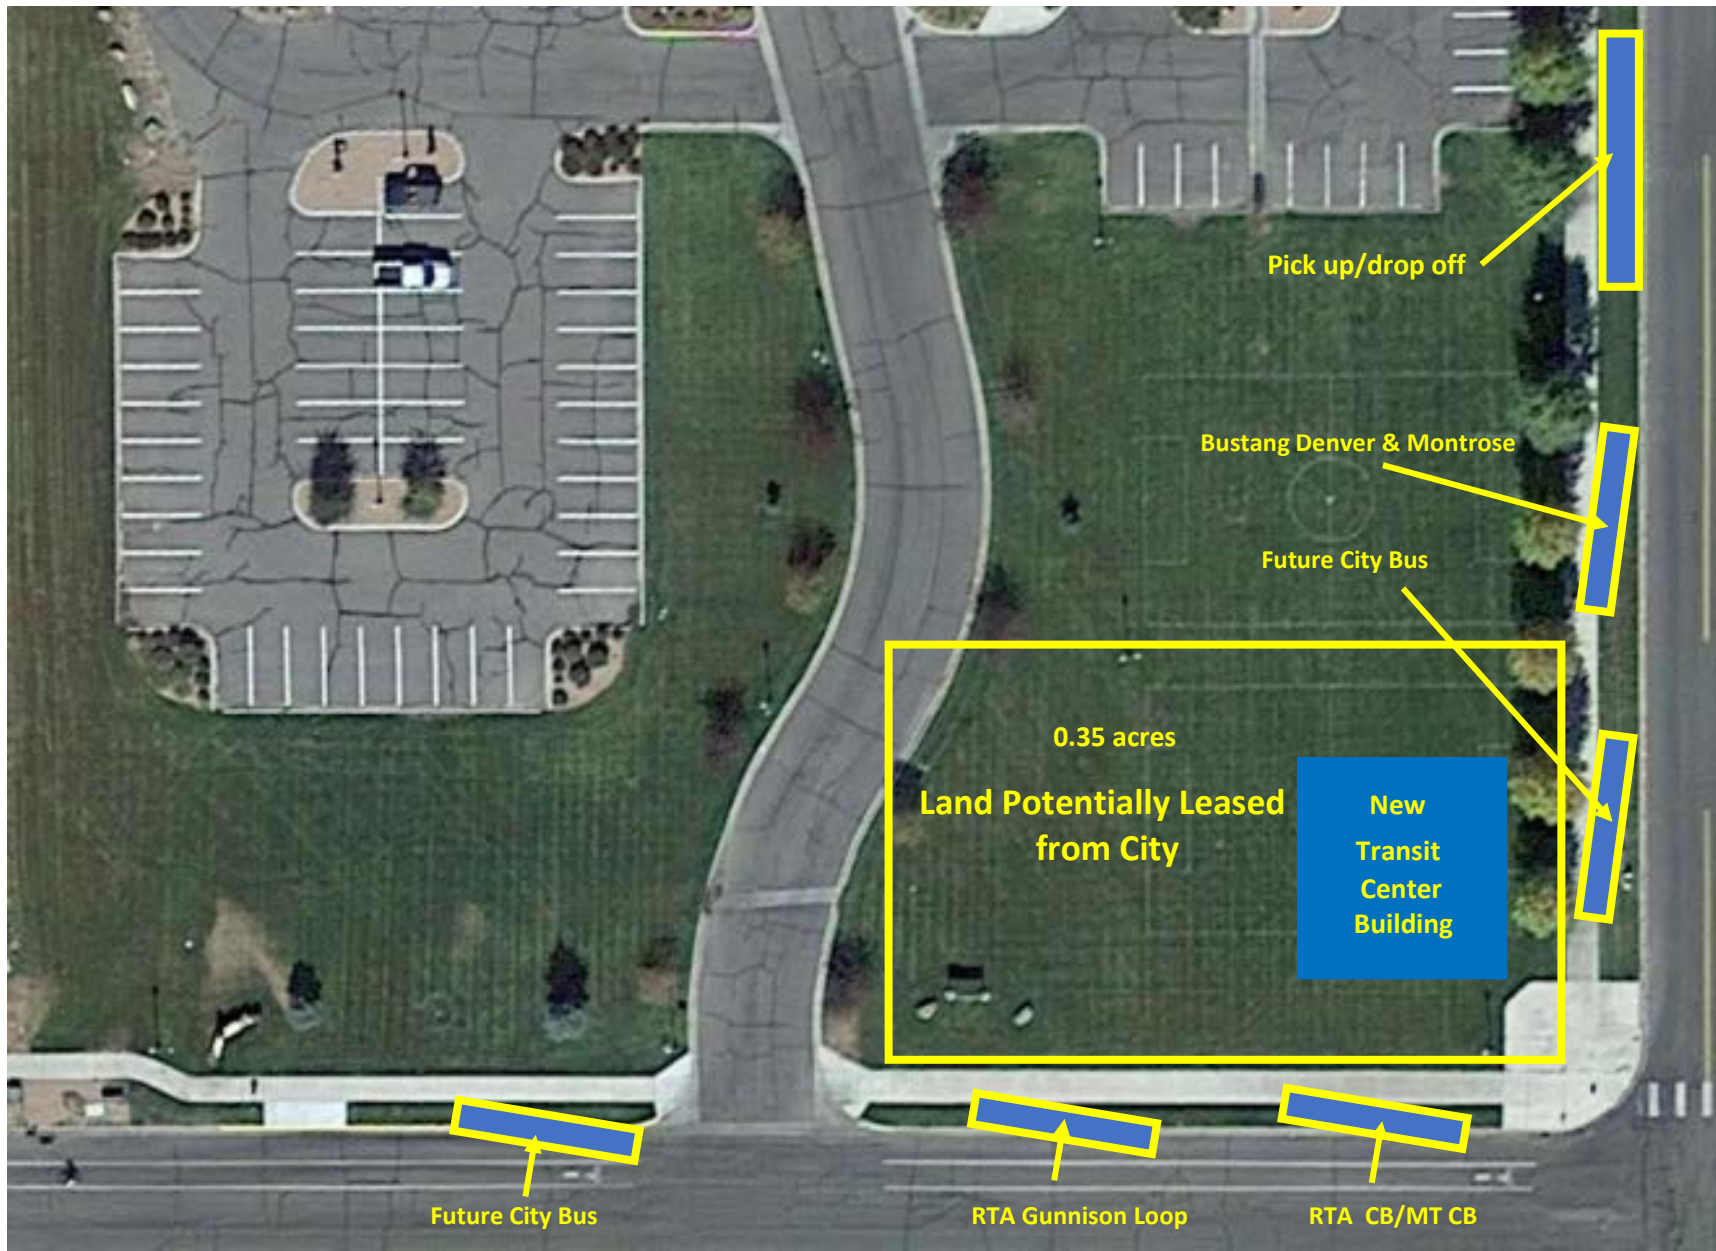 Pick up/drop off
Bustang Denver & Montrose
Future City Bus
0.35 acres
Land Potentially Leased
from City
New
Transit
Center
Building
Future City Bus
RTA Gunnison Loop
RTA CB/MT CB